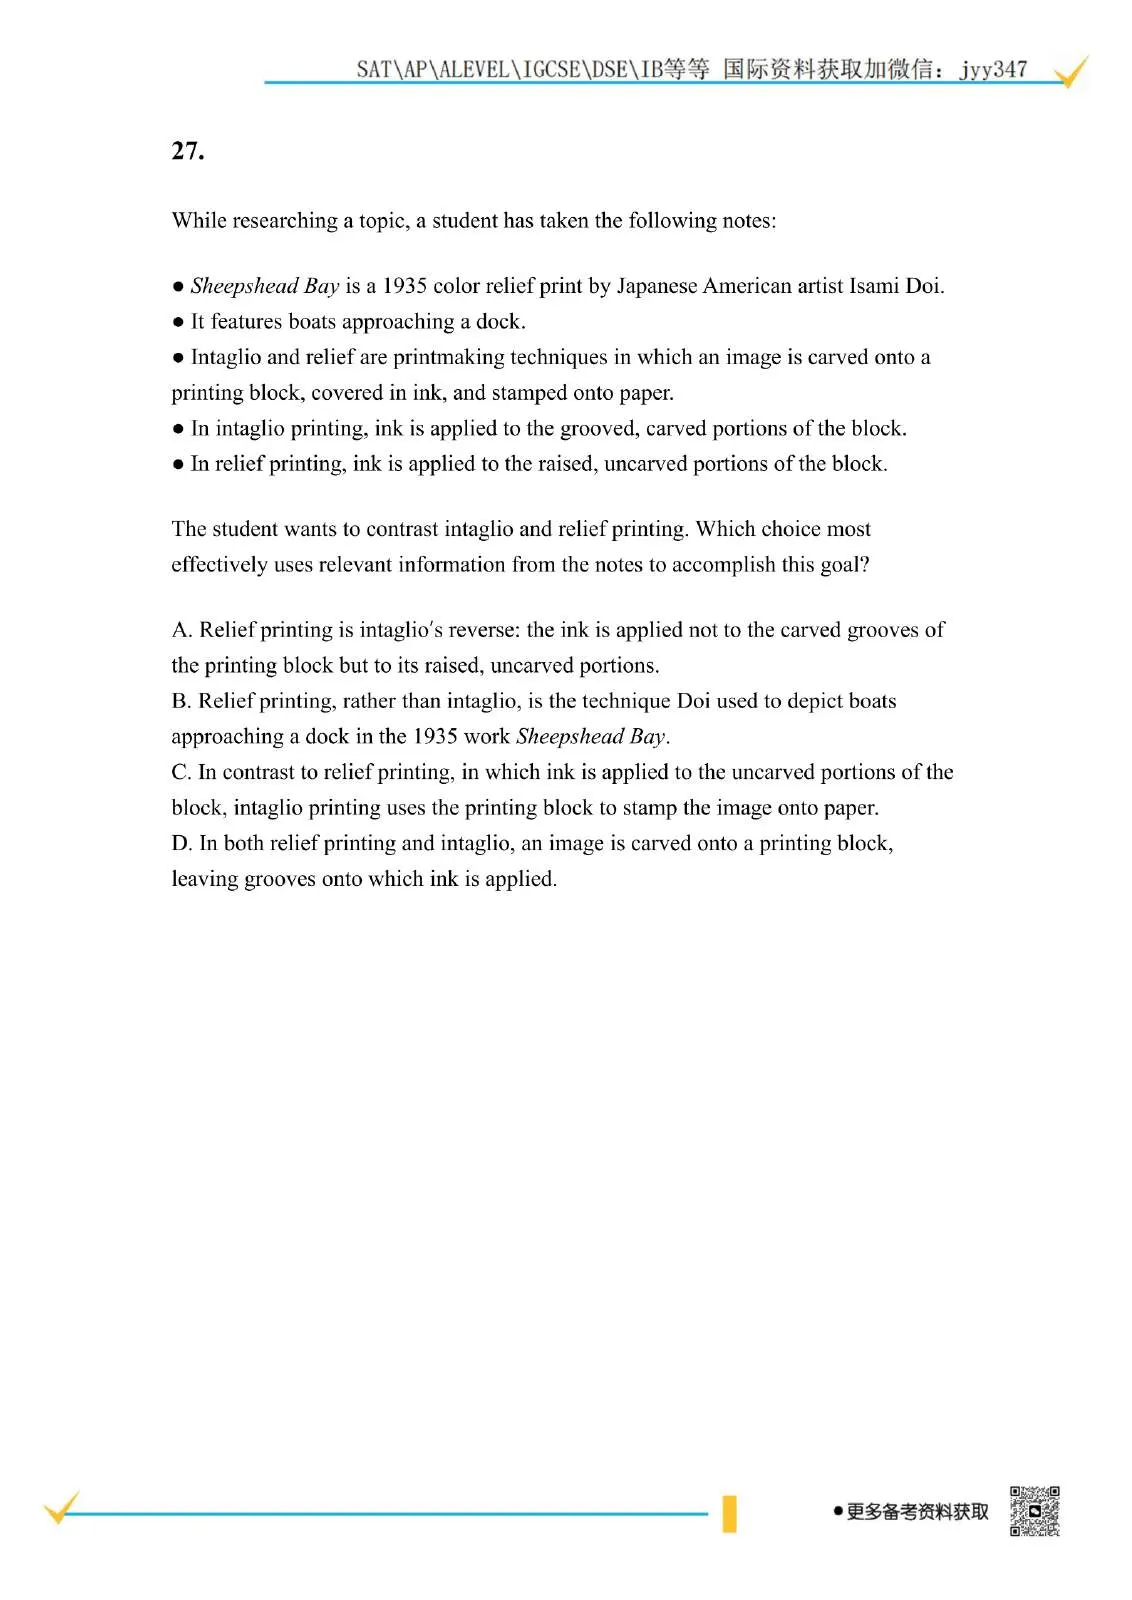 SAT\AP\ALEVEL\IGCSE\DSE\IB等等 国际资料获取加微信：jyy347
27.
While researching a topic, a student has taken the following notes:
● Sheepshead Bay is a 1935 color relief print by Japanese American artist Isami Doi.
● It features boats approaching a dock.
● Intaglio and relief are printmaking techniques in which an image is carved onto a
printing block, covered in ink, and stamped onto paper.
● In intaglio printing, ink is applied to the grooved, carved portions of the block.
● In relief printing, ink is applied to the raised, uncarved portions of the block.
The student wants to contrast intaglio and relief printing. Which choice most
effectively uses relevant information from the notes to accomplish this goal?
A. Relief printing is intaglio's reverse: the ink is applied not to the carved grooves of
the printing block but to its raised, uncarved portions.
B. Relief printing, rather than intaglio, is the technique Doi used to depict boats
approaching a dock in the 1935 work Sheepshead Bay.
C. In contrast to relief printing, in which ink is applied to the uncarved portions of the
block, intaglio printing uses the printing block to stamp the image onto paper.
D. In both relief printing and intaglio, an image is carved onto a printing block,
leaving grooves onto which ink is applied.
●更多备考资料获取